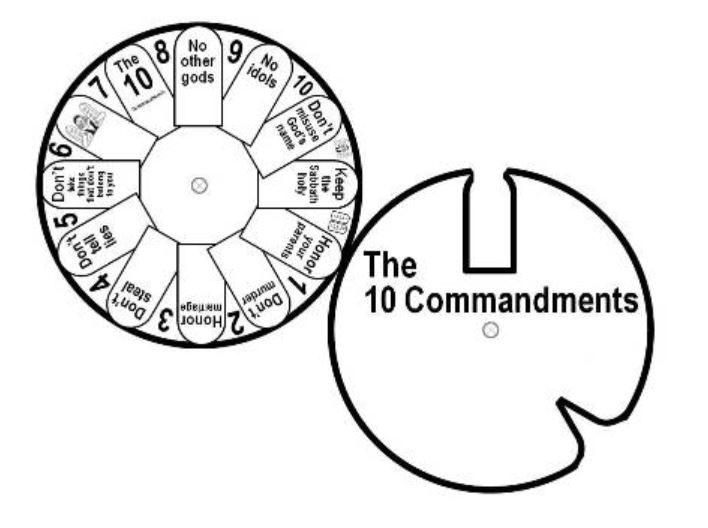 No
other
gods
9
No
idols
10
Don't
misuse
God's
name
Keep
the
Sabbath
holy
Honor
your
parents
1
Don't
murder
2
Honor
marriage
3
Don't
steal
4
Don't
tell
lies
5
Don't
things
that don't
belong
to you
6
7
The
10
8
The
10 Commandments